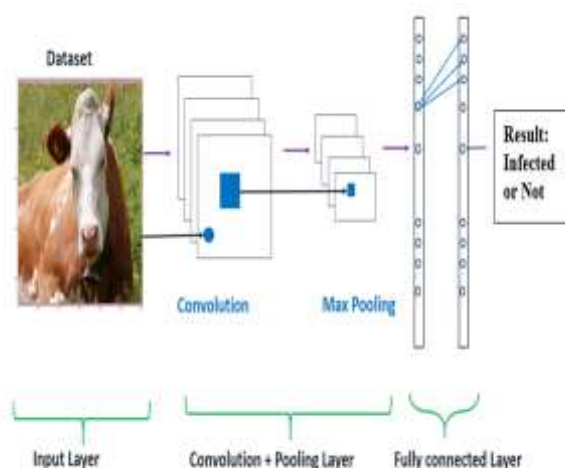 Dataset
Result:
Infected
or Not
Convolution
Max Pooling
Input Layer
Convolution + Pooling Layer
Fully connected Layer